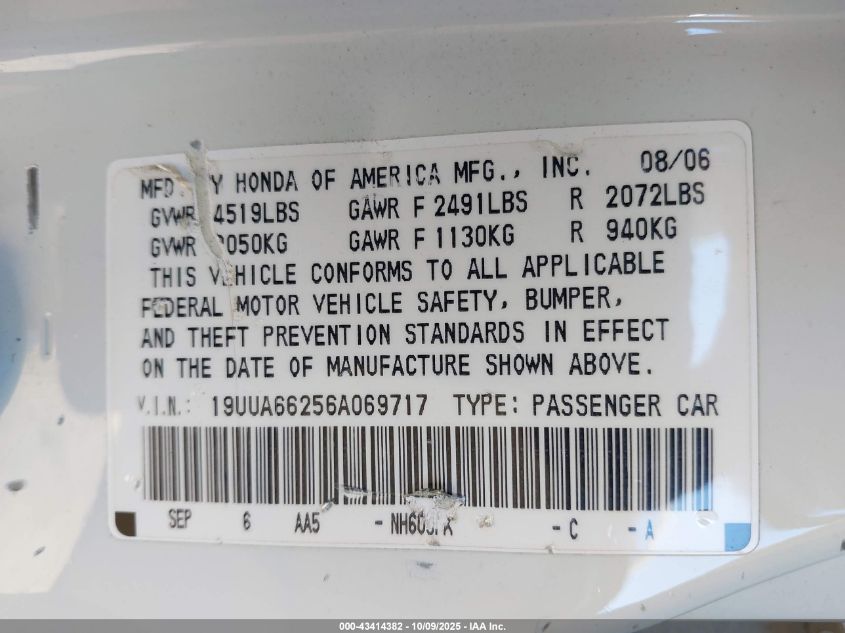 MFD. Y HONDA OF AMERICA MFG., INC. 08/06
GVWR 4519LBS GAWR F 2491LBS R 2072LBS
GVWR 050KG GAWR F 1130KG R 940KG
THIS VEHICLE CONFORMS TO ALL APPLICABLE
FEDERAL MOTOR VEHICLE SAFETY, BUMPER,
AND THEFT PREVENTION STANDARDS IN EFFECT
ON THE DATE OF MANUFACTURE SHOWN ABOVE.
V.I.N.: 19UUA66256A069717 TYPE: PASSENGER CAR
SEP 6 AA5 - C - A
000-43414382 - 10/09/2025 - IAA Inc.